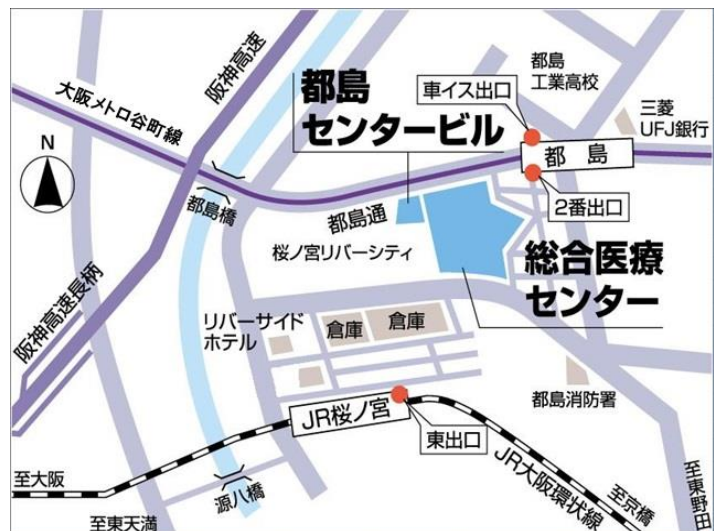 阪神高速
大阪メトロ谷町線
都島
センタービル
車イス出口
都島
工業高校
三菱
UFJ銀行
N
都島
都島橋
都島通
2番出口
桜ノ宮リバーシティ
総合医療
センター
阪神高速長柄
リバーサイド
ホテル
倉庫
倉庫
都島消防署
JR桜ノ宮
東出口
JR大阪環状線
至大阪
源八橋
至東天満
至京橋
至東野田